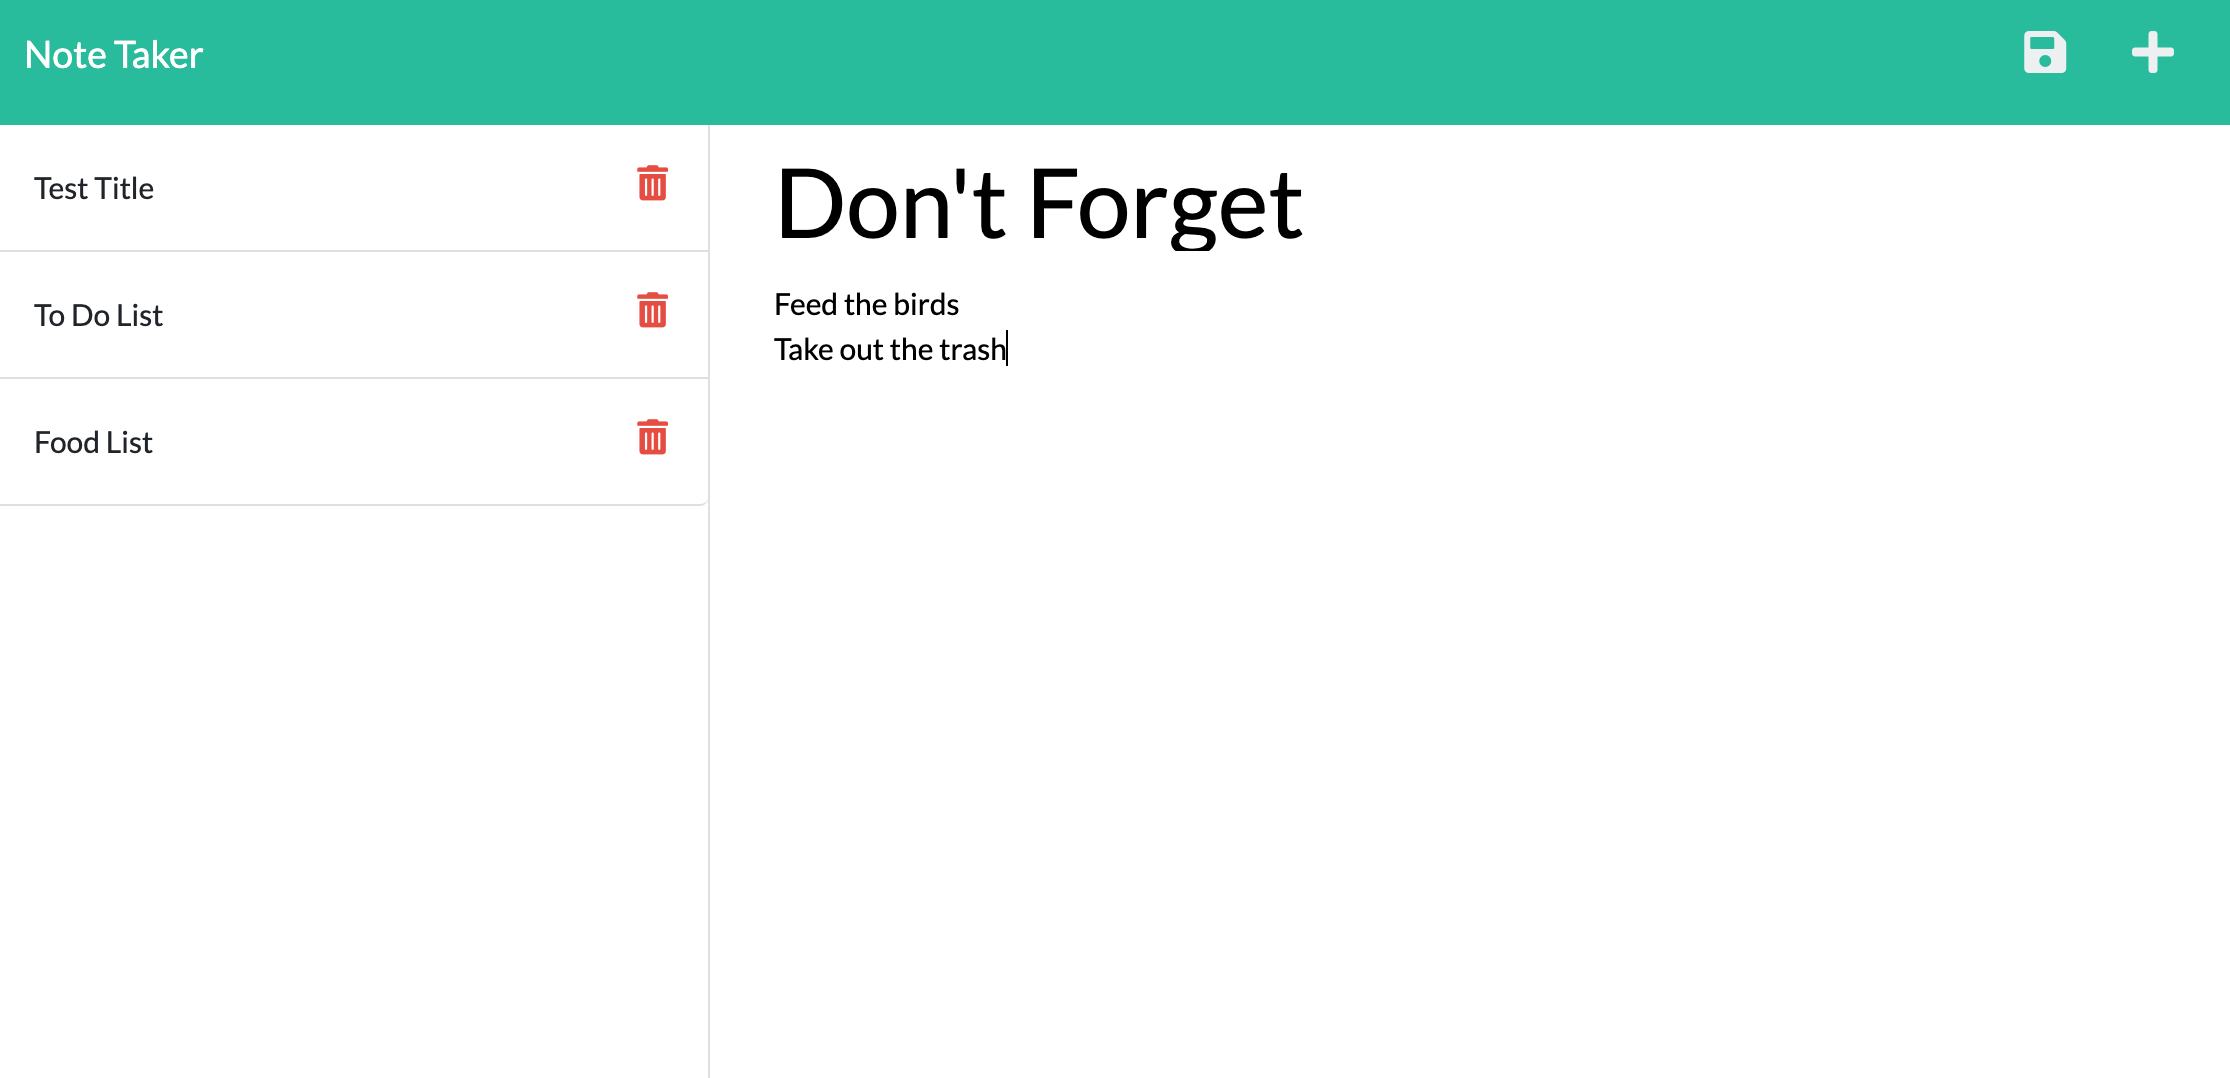 Note Taker
Test Title
To Do List
Food List
Don't Forget
Feed the birds
Take out the trash